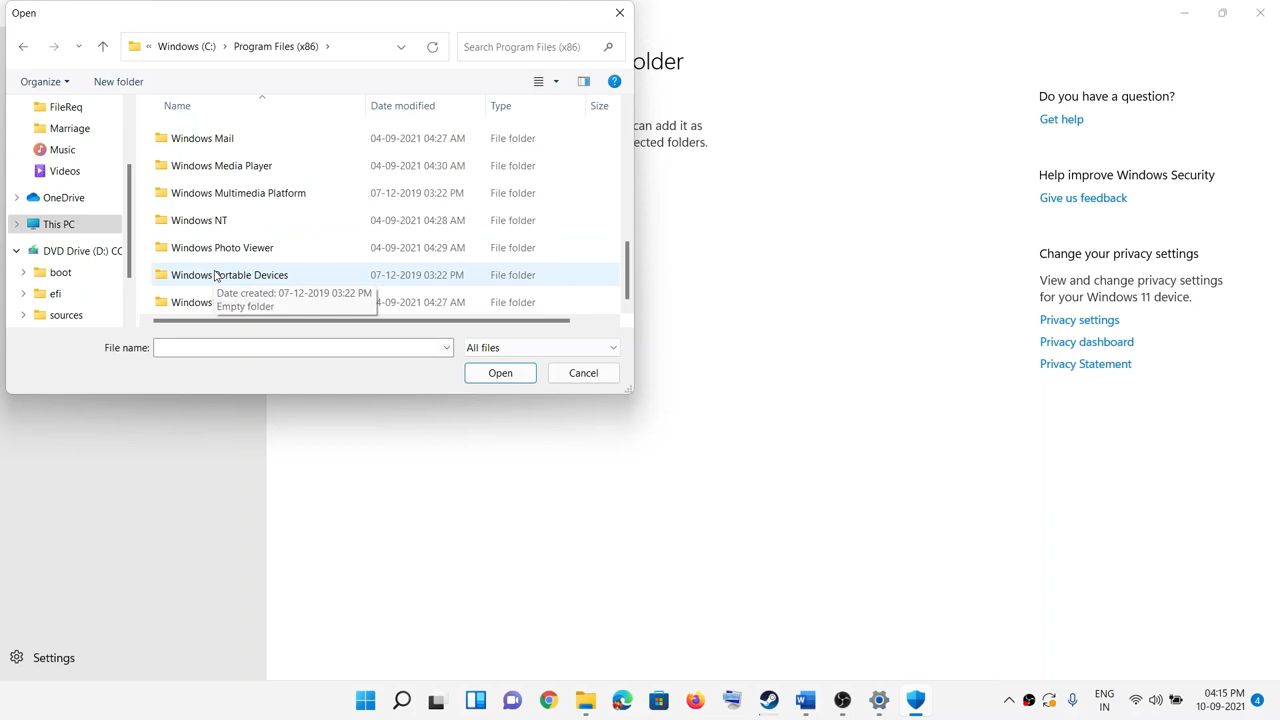 Open
« Windows (C:) > Program Files (x86) >
Search Program Files (x86)
Organize
New folder
Name
Date modified
Type
Size
FileReq
Marriage
Music
Videos
OneDrive
This PC
DVD Drive (D:) CC
boot
efi
sources
Windows Mail 04-09-2021 04:27 AM File folder
Windows Media Player 04-09-2021 04:30 AM File folder
Windows Multimedia Platform 07-12-2019 03:22 PM File folder
Windows NT 04-09-2021 04:28 AM File folder
Windows Photo Viewer 04-09-2021 04:29 AM File folder
Windows Portable Devices 07-12-2019 03:22 PM File folder
Windows 4-09-2021 04:27 AM File folder
Date created: 07-12-2019 03:22 PM
Empty folder
File name:
All files
Open
Cancel
older
can add it as
ected folders.
Do you have a question?
Get help
Help improve Windows Security
Give us feedback
Change your privacy settings
View and change privacy settings
for your Windows 11 device.
Privacy settings
Privacy dashboard
Privacy Statement
Settings
ENG
IN
04:15 PM
10-09-2021
4